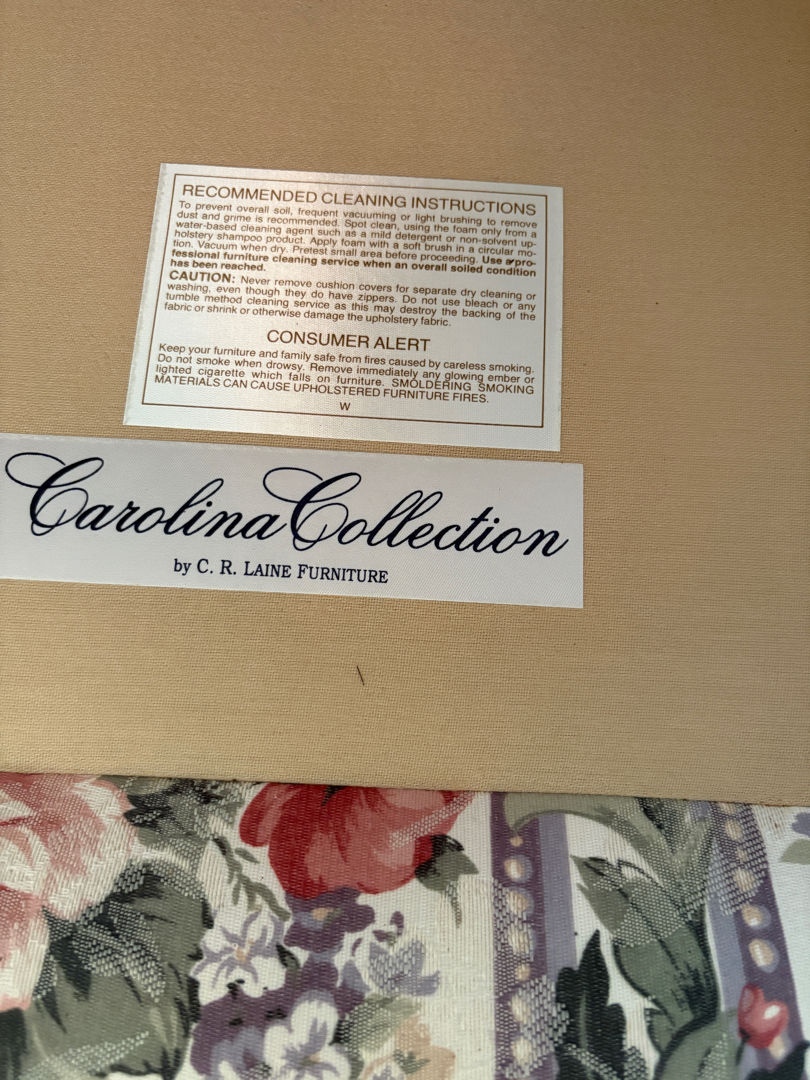 RECOMMENDED CLEANING INSTRUCTIONS
To prevent overall soil, frequent vacuuming or light brushing to remove
dust and grime is recommended. Spot clean, using the foam only from a
water-based cleaning agent such as a mild detergent or non-solvent up-
holstery shampoo product. Apply foam with a soft brush in a circular mo-
tion. Vacuum when dry. Pretest small area before proceeding. Use a pro-
fessional furniture cleaning service when an overall soiled condition
has been reached.
CAUTION: Never remove cushion covers for separate dry cleaning or
washing, even though they do have zippers. Do not use bleach or any
tumble method cleaning service as this may destroy the backing of the
fabric or shrink or otherwise damage the upholstery fabric.
CONSUMER ALERT
Keep your furniture and family safe from fires caused by careless smoking.
Do not smoke when drowsy. Remove immediately any glowing ember or
lighted cigarette which falls on furniture. SMOLDERING SMOKING
MATERIALS CAN CAUSE UPHOLSTERED FURNITURE FIRES.
W
Carolina Collection
by C. R. LAINE FURNITURE